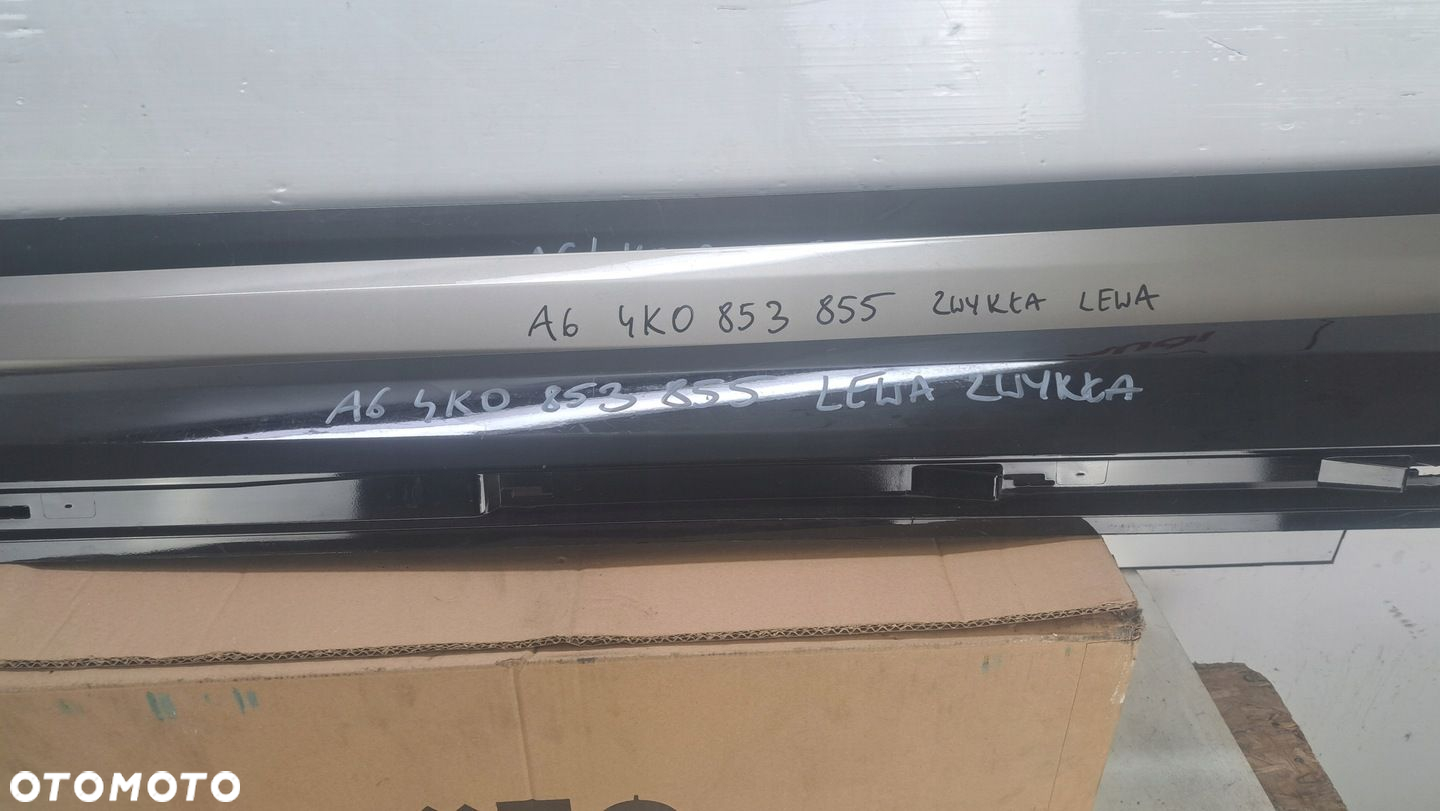 A6 4K0 853 855 ZWYKŁA LEWA
A6 4K0 853 855 LEWA ZWYKŁA
OTOMOTO